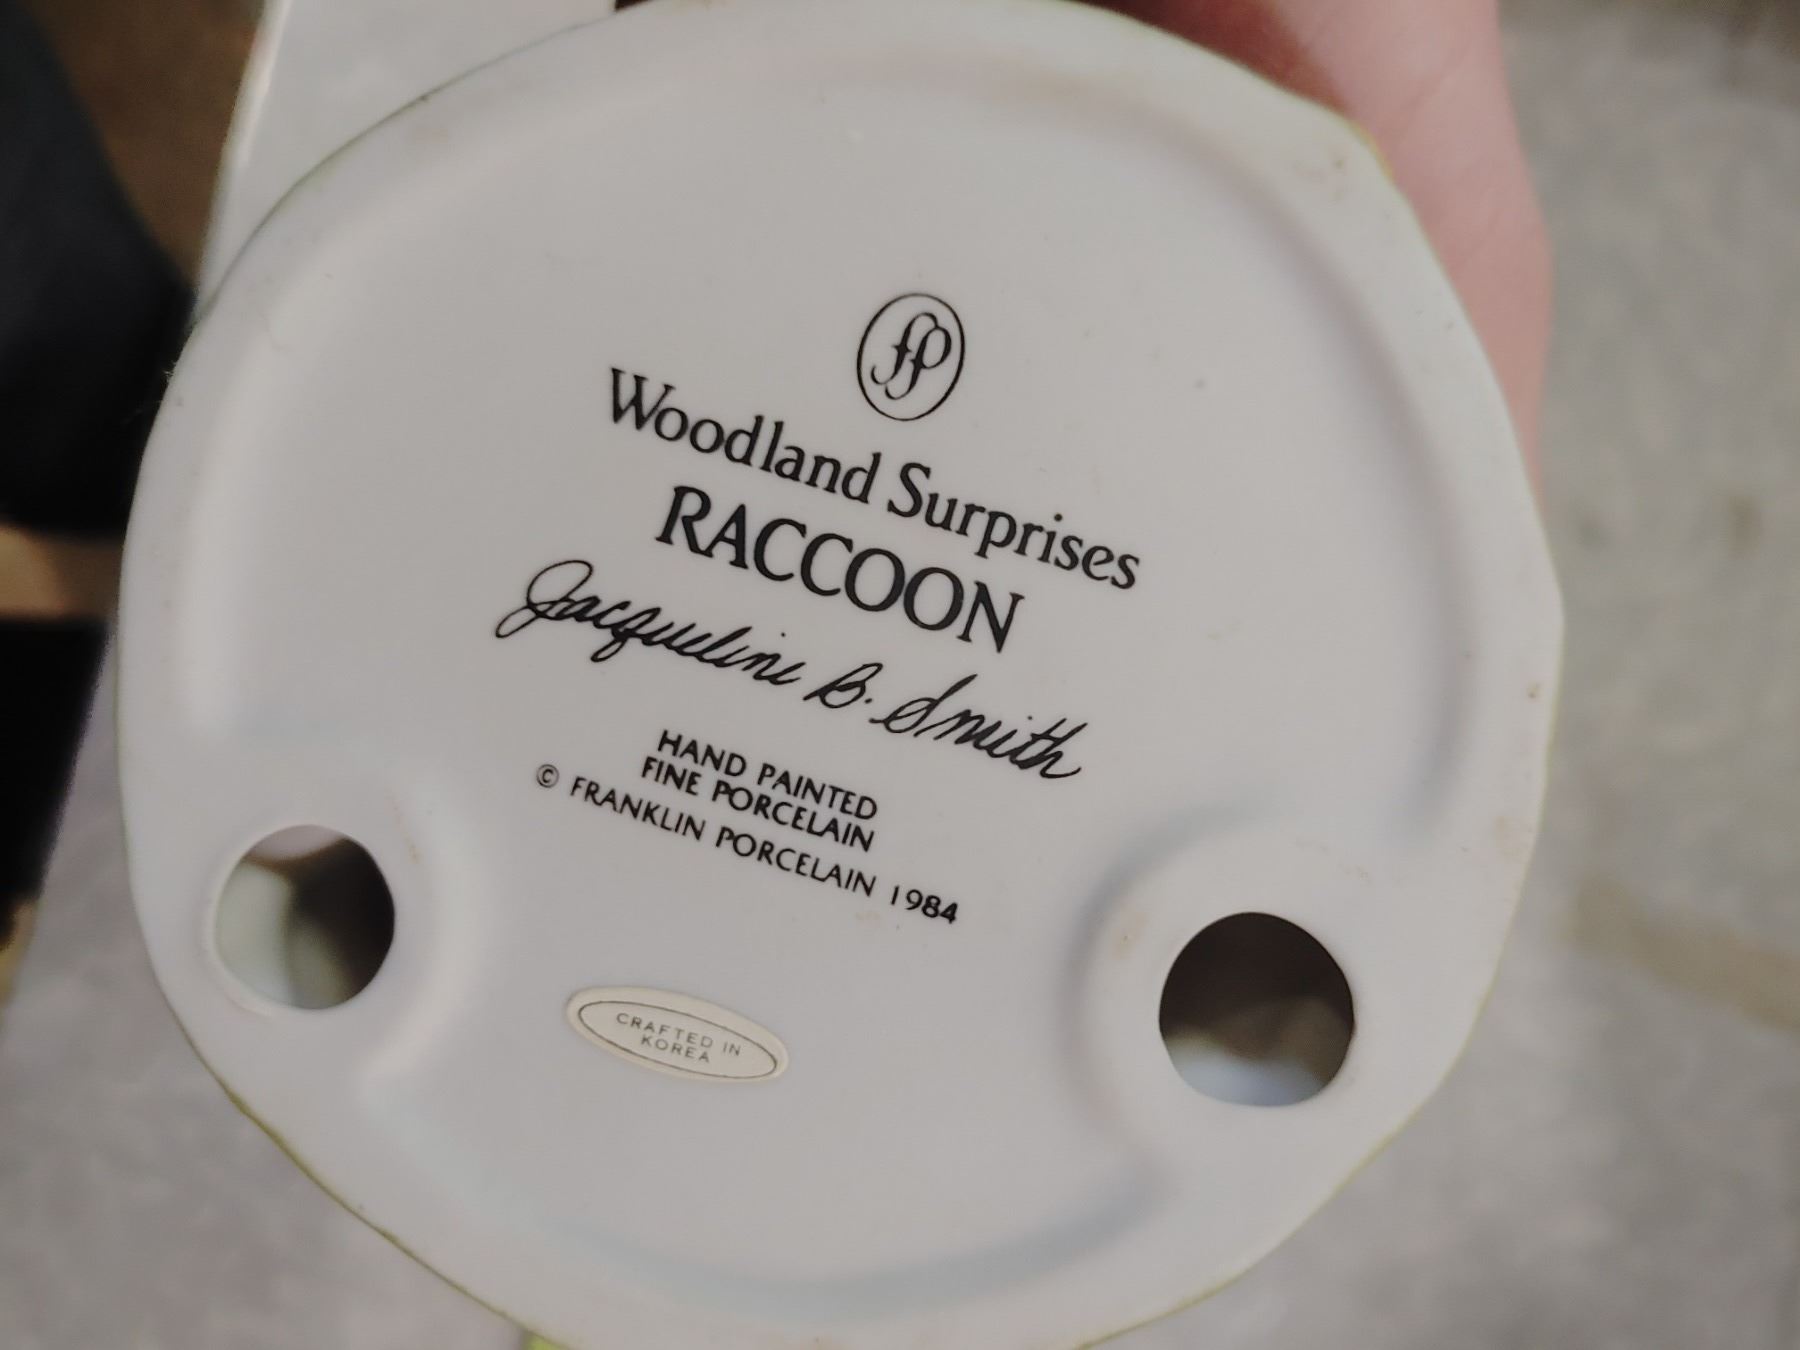 fp
Woodland Surprises
RACCOON
Jacqueline B. Smith
HAND PAINTED
FINE PORCELAIN
© FRANKLIN PORCELAIN 1984
CRAFTED IN
KOREA